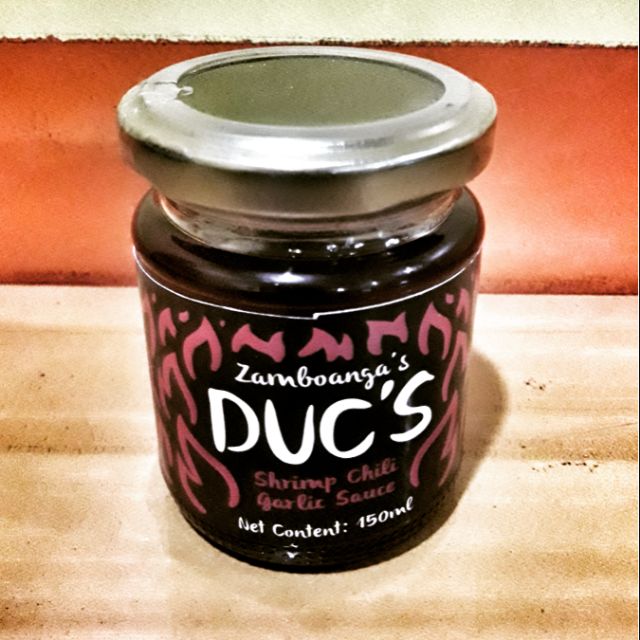 Zamboanga's
DUC'S
Shrimp Chili
Garlic Sauce
Net Content: 150ml